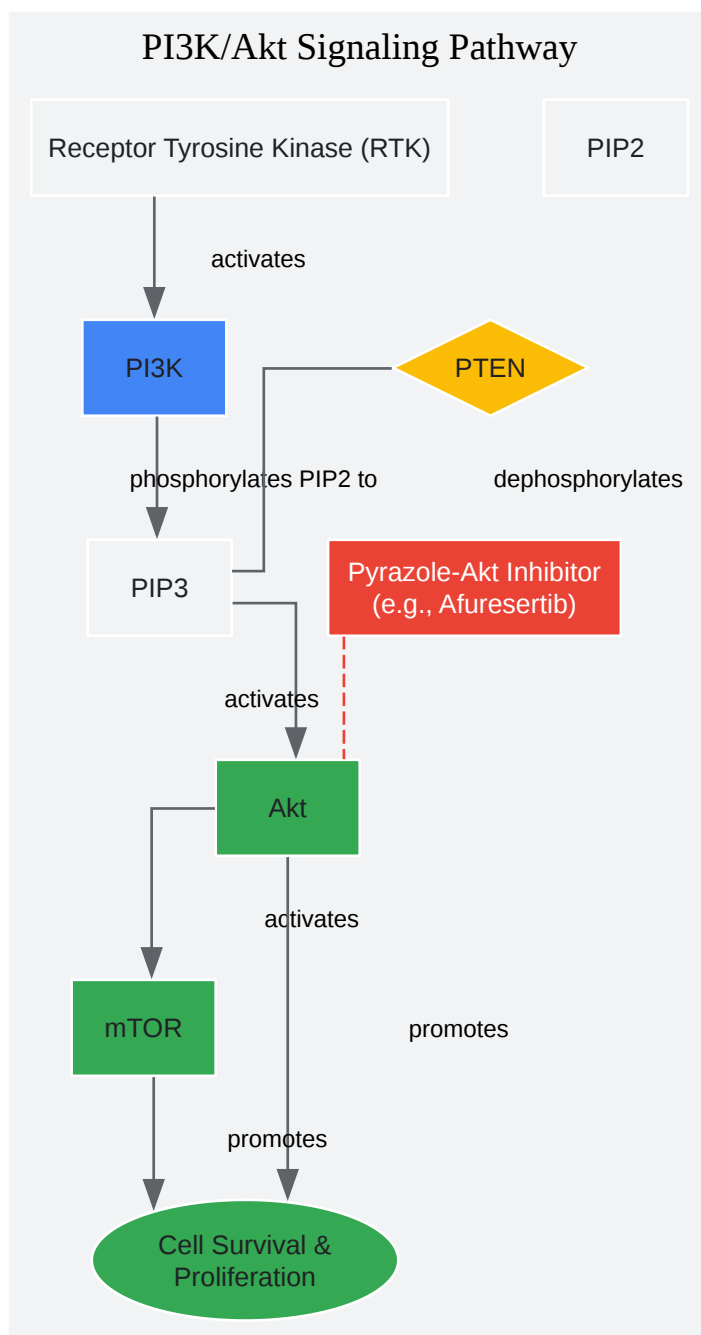 PI3K/Akt Signaling Pathway
Receptor Tyrosine Kinase (RTK)
PIP2
activates
PI3K
PTEN
phosphorylates PIP2 to
dephosphorylates
PIP3
Pyrazole-Akt Inhibitor
(e.g., Afuresertib)
activates
Akt
activates
mTOR
promotes
promotes
Cell Survival &
Proliferation